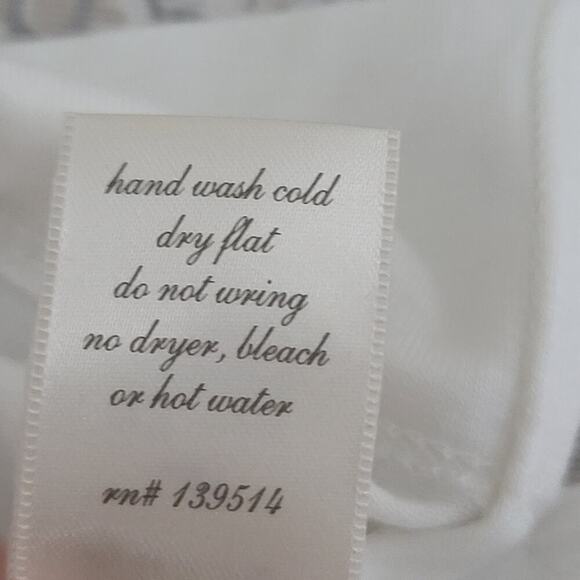 hand wash cold
dry flat
do not wring
no dryer, bleach
or hot water
rn# 139514